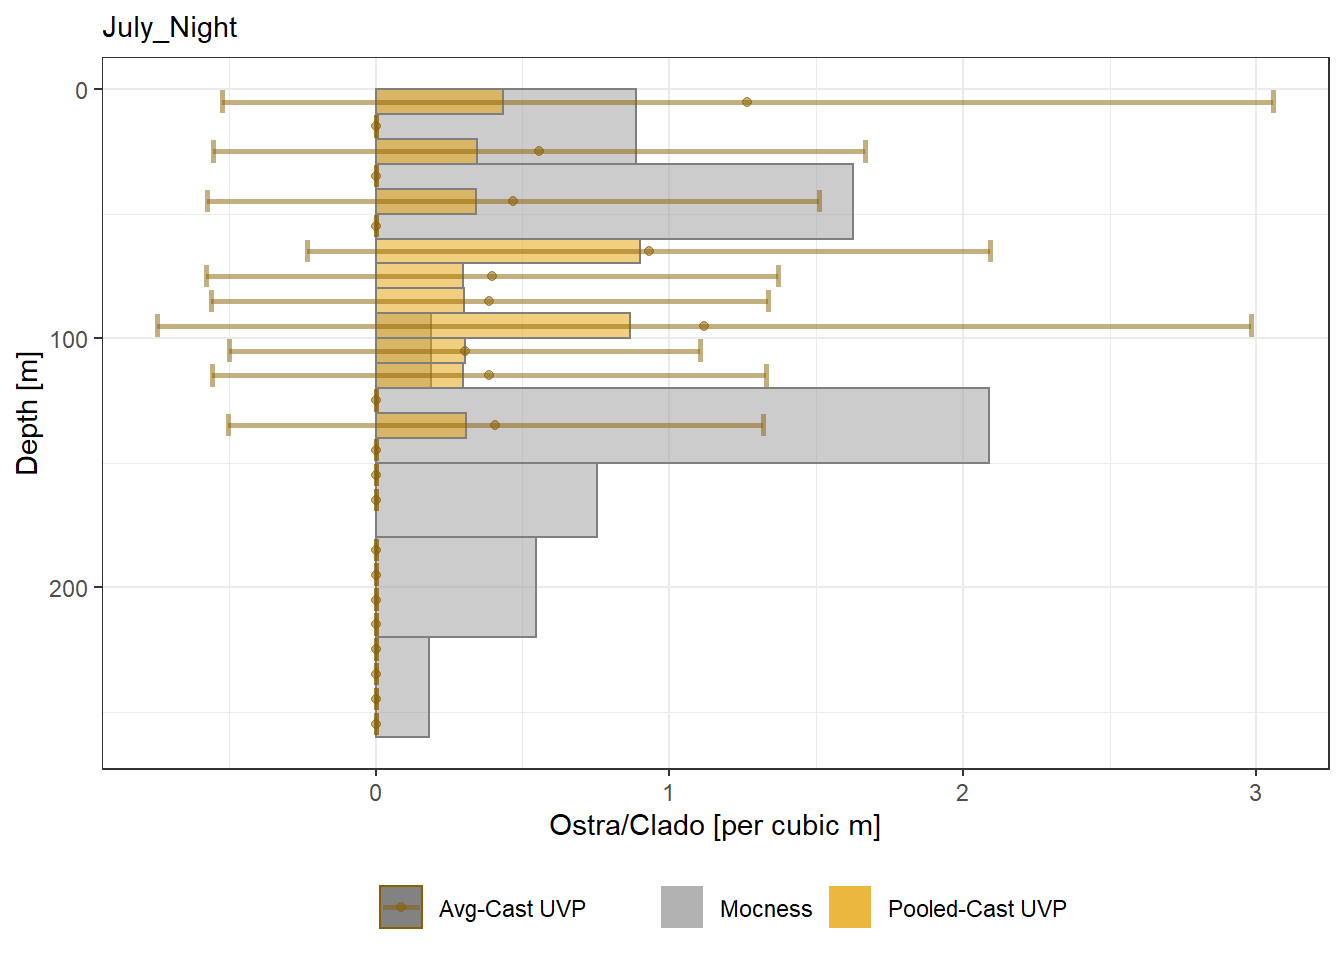 July_Night
0
100
200
Depth [m]
0 1 2 3
Ostra/Clado [per cubic m]
Avg-Cast UVP Mocness Pooled-Cast UVP